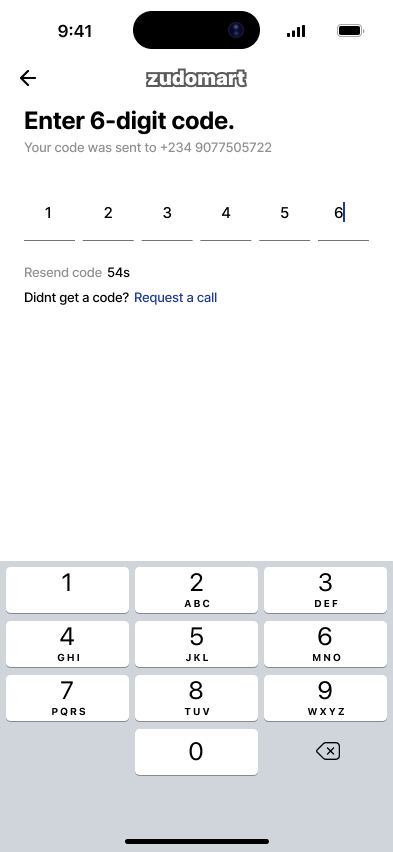 9:41
zudomart
Enter 6-digit code.
Your code was sent to +234 9077505722
1 2 3 4 5 6
Resend code 54s
Didnt get a code? Request a call
1 2 3
ABC DEF
4 5 6
GHI JKL MNO
7 8 9
PQRS TUV WXYZ
0